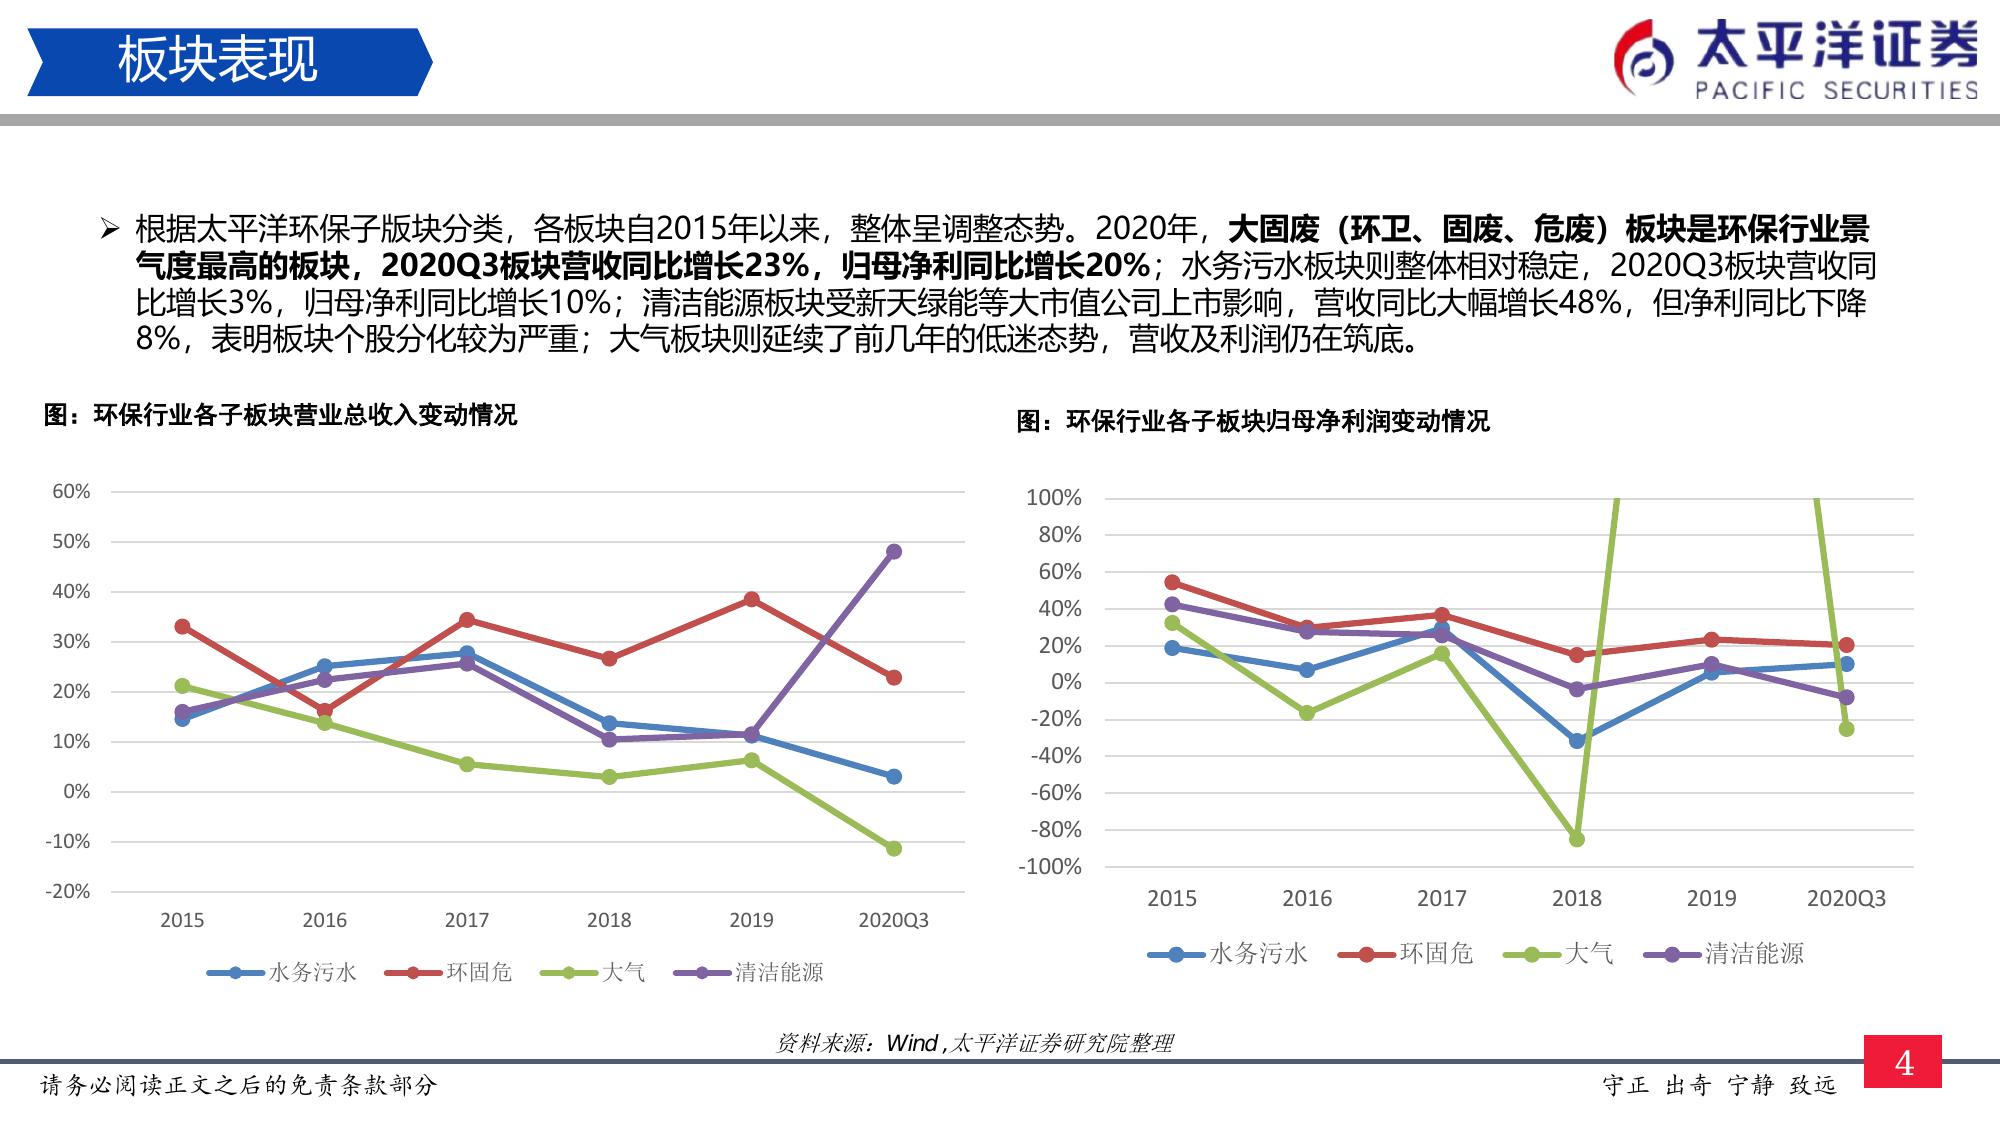 板块表现
太平洋证券
PACIFIC SECURITIES
➢ 根据太平洋环保子版块分类，各板块自2015年以来，整体呈调整态势。2020年，大固废（环卫、固废、危废）板块是环保行业景
气度最高的板块，2020Q3板块营收同比增长23%，归母净利同比增长20%；水务污水板块则整体相对稳定，2020Q3板块营收同
比增长3%，归母净利同比增长10%；清洁能源板块受新天绿能等大市值公司上市影响，营收同比大幅增长48%，但净利同比下降
8%，表明板块个股分化较为严重；大气板块则延续了前几年的低迷态势，营收及利润仍在筑底。
图：环保行业各子板块营业总收入变动情况
60%
50%
40%
30%
20%
10%
0%
-10%
-20%
2015 2016 2017 2018 2019 2020Q3
水务污水 环固危 大气 清洁能源
图：环保行业各子板块归母净利润变动情况
100%
80%
60%
40%
20%
0%
-20%
-40%
-60%
-80%
-100%
2015 2016 2017 2018 2019 2020Q3
水务污水 环固危 大气 清洁能源
资料来源：Wind ,太平洋证券研究院整理
请务必阅读正文之后的免责条款部分
守正 出奇 宁静 致远
4